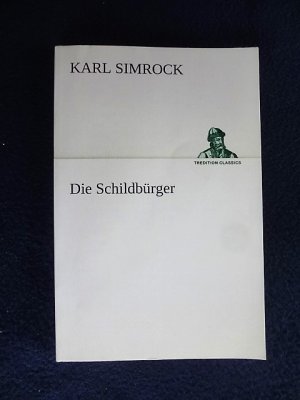 KARL SIMROCK
TREDITION CLASSICS
Die Schildbürger